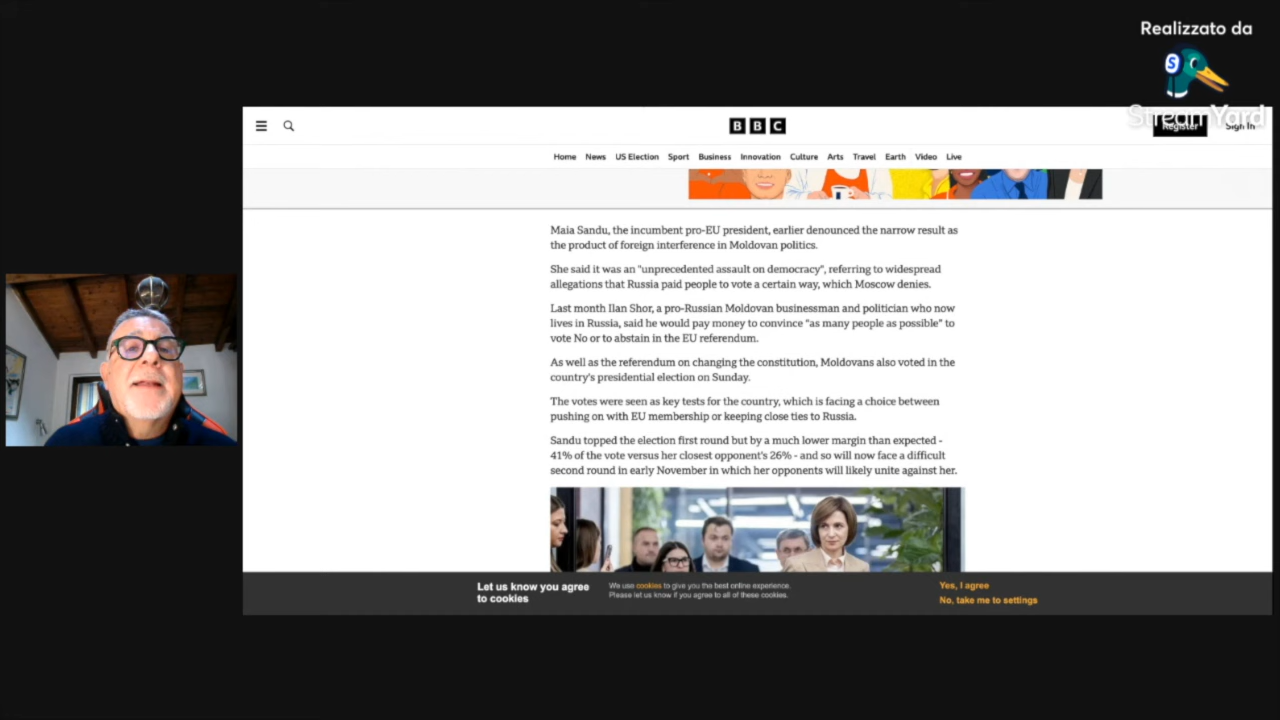 Realizzato da
StreamYard
BBC
Register
Sign In
Home News US Election Sport Business Innovation Culture Arts Travel Earth Video Live
Maia Sandu, the incumbent pro-EU president, earlier denounced the narrow result as
the product of foreign interference in Moldovan politics.
She said it was an "unprecedented assault on democracy", referring to widespread
allegations that Russia paid people to vote a certain way, which Moscow denies.
Last month Ilan Shor, a pro-Russian Moldovan businessman and politician who now
lives in Russia, said he would pay money to convince "as many people as possible" to
vote No or to abstain in the EU referendum.
As well as the referendum on changing the constitution, Moldovans also voted in the
country's presidential election on Sunday.
The votes were seen as key tests for the country, which is facing a choice between
pushing on with EU membership or keeping close ties to Russia.
Sandu topped the election first round but by a much lower margin than expected -
41% of the vote versus her closest opponent's 26% - and so will now face a difficult
second round in early November in which her opponents will likely unite against her.
Let us know you agree
to cookies
We use cookies to give you the best online experience.
Please let us know if you agree to all of these cookies.
Yes, I agree
No, take me to settings